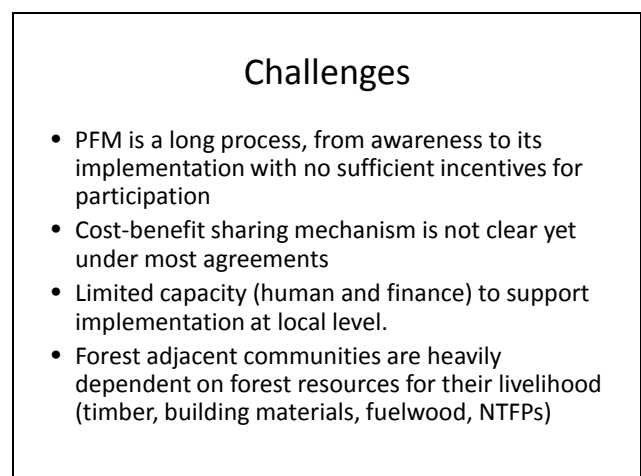 Challenges
• PFM is a long process, from awareness to its
implementation with no sufficient incentives for
participation
• Cost-benefit sharing mechanism is not clear yet
under most agreements
• Limited capacity (human and finance) to support
implementation at local level.
• Forest adjacent communities are heavily
dependent on forest resources for their livelihood
(timber, building materials, fuelwood, NTFPs)